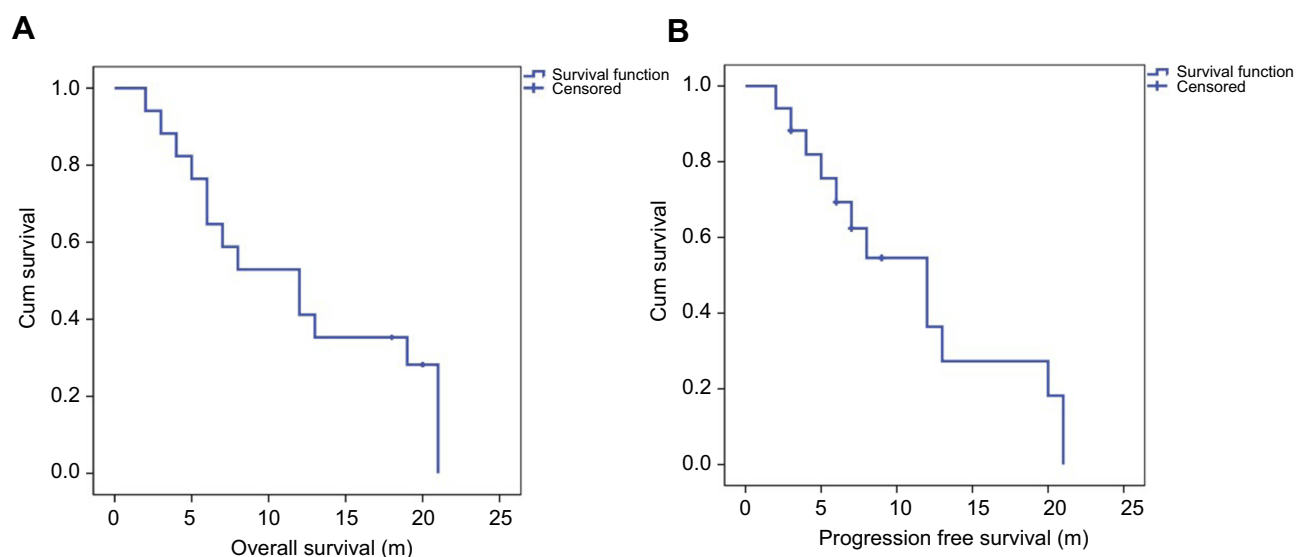 A
Survival function
Censored
1.0
0.8
0.6
0.4
0.2
0.0
Cum survival
0 5 10 15 20 25
Overall survival (m)
B
Survival function
Censored
1.0
0.8
0.6
0.4
0.2
0.0
Cum survival
0 5 10 15 20 25
Progression free survival (m)